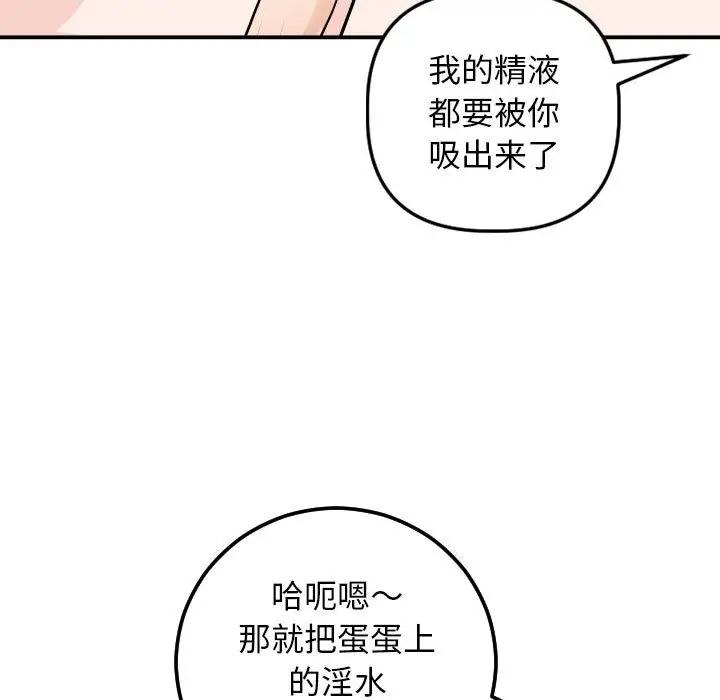 我的精液
都要被你
吸出来了
哈呃嗯～
那就把蛋蛋上
的淫水